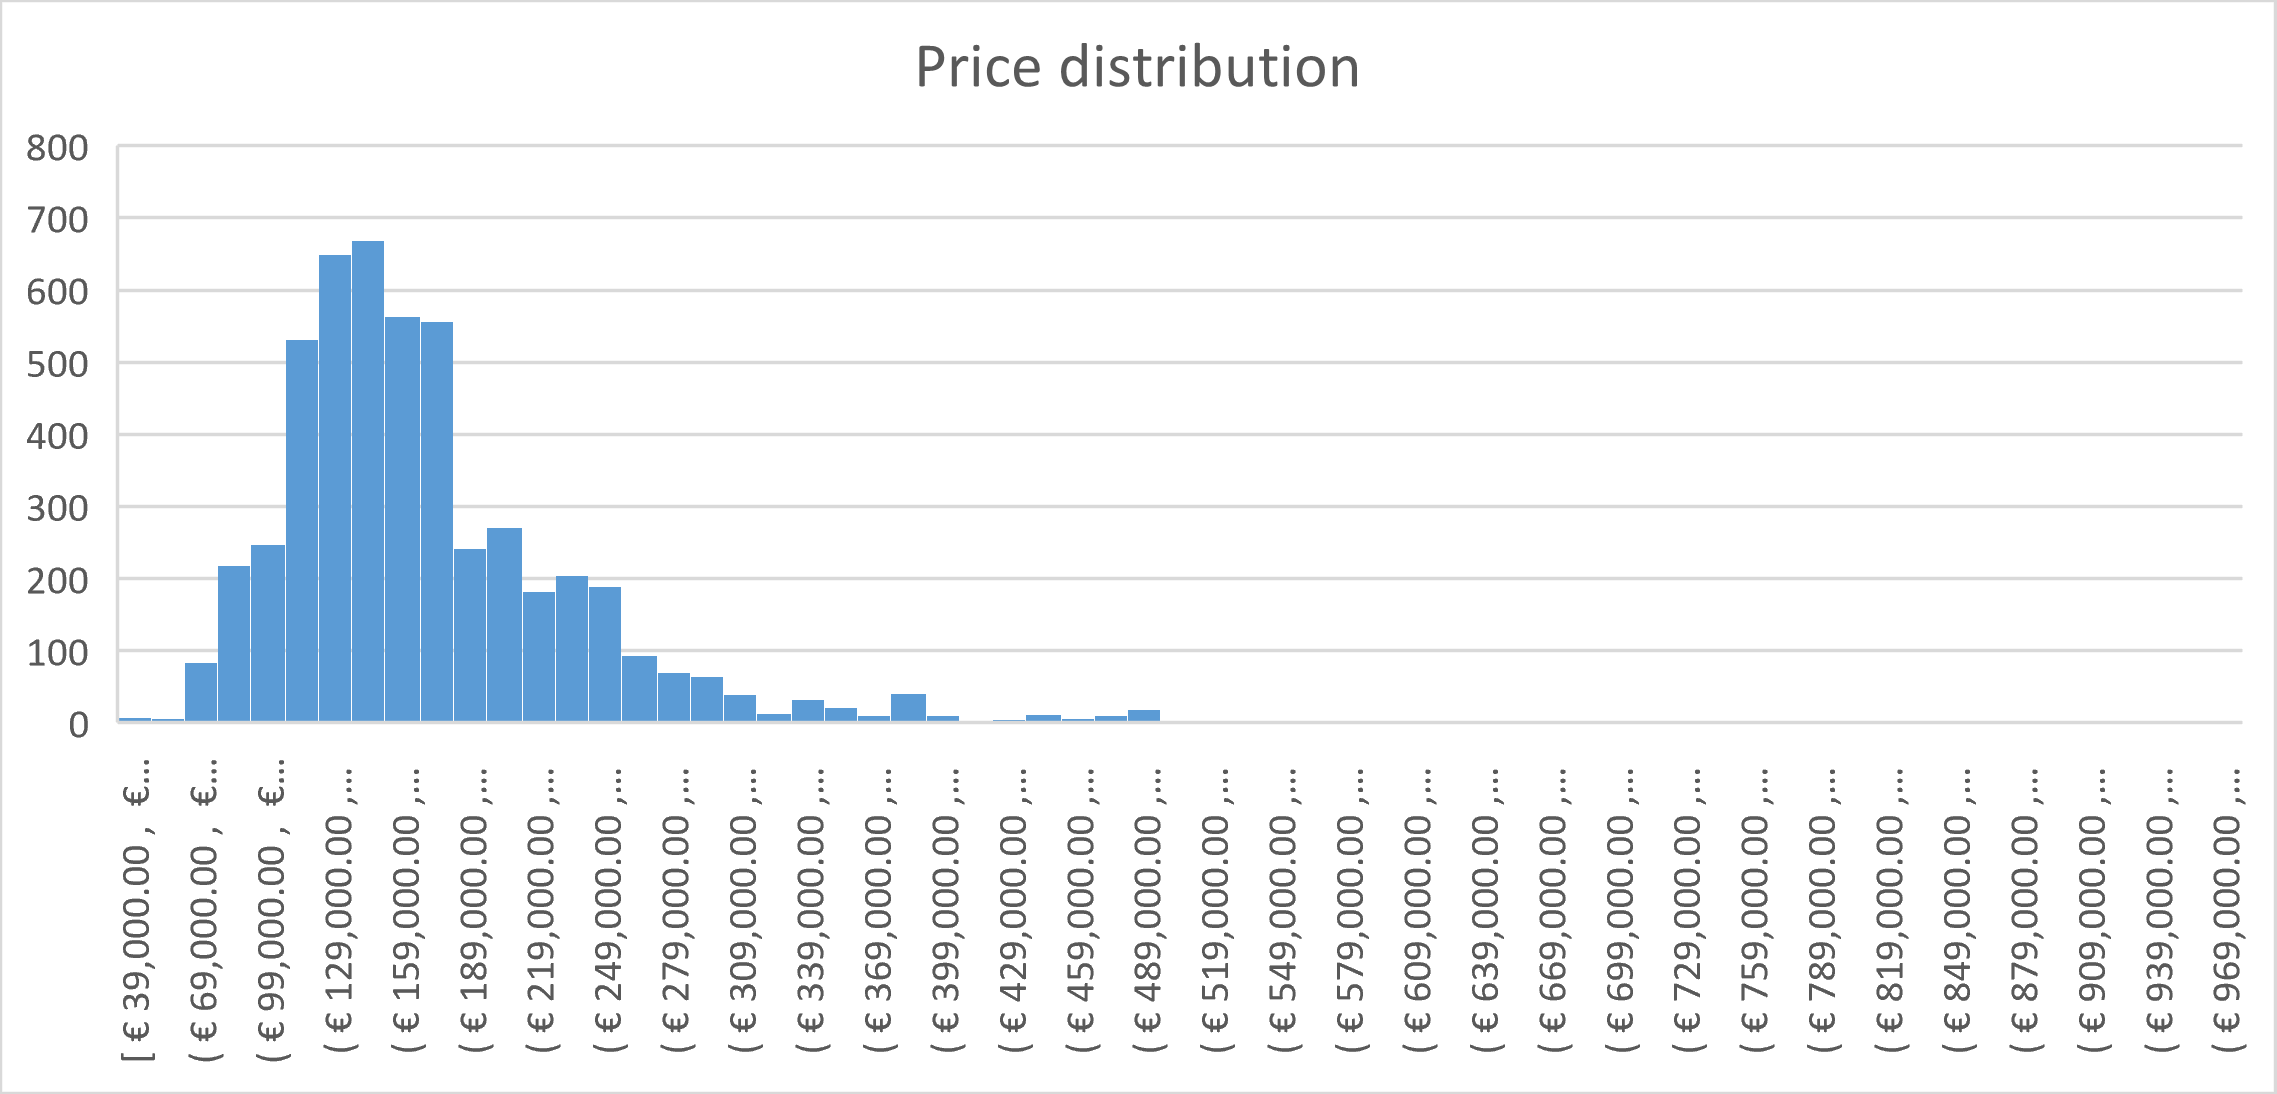 Price distribution
800
700
600
500
400
300
200
100
0
[ € 39,000.00 , €...
( € 69,000.00 , €...
( € 99,000.00 , €...
( € 129,000.00 ,...
( € 159,000.00 ,...
( € 189,000.00 ,...
( € 219,000.00 ,...
( € 249,000.00 ,...
( € 279,000.00 ,...
( € 309,000.00 ,...
( € 339,000.00 ,...
( € 369,000.00 ,...
( € 399,000.00 ,...
( € 429,000.00 ,...
( € 459,000.00 ,...
( € 489,000.00 ,...
( € 519,000.00 ,...
( € 549,000.00 ,...
( € 579,000.00 ,...
( € 609,000.00 ,...
( € 639,000.00 ,...
( € 669,000.00 ,...
( € 699,000.00 ,...
( € 729,000.00 ,...
( € 759,000.00 ,...
( € 789,000.00 ,...
( € 819,000.00 ,...
( € 849,000.00 ,...
( € 879,000.00 ,...
( € 909,000.00 ,...
( € 939,000.00 ,...
( € 969,000.00 ,...